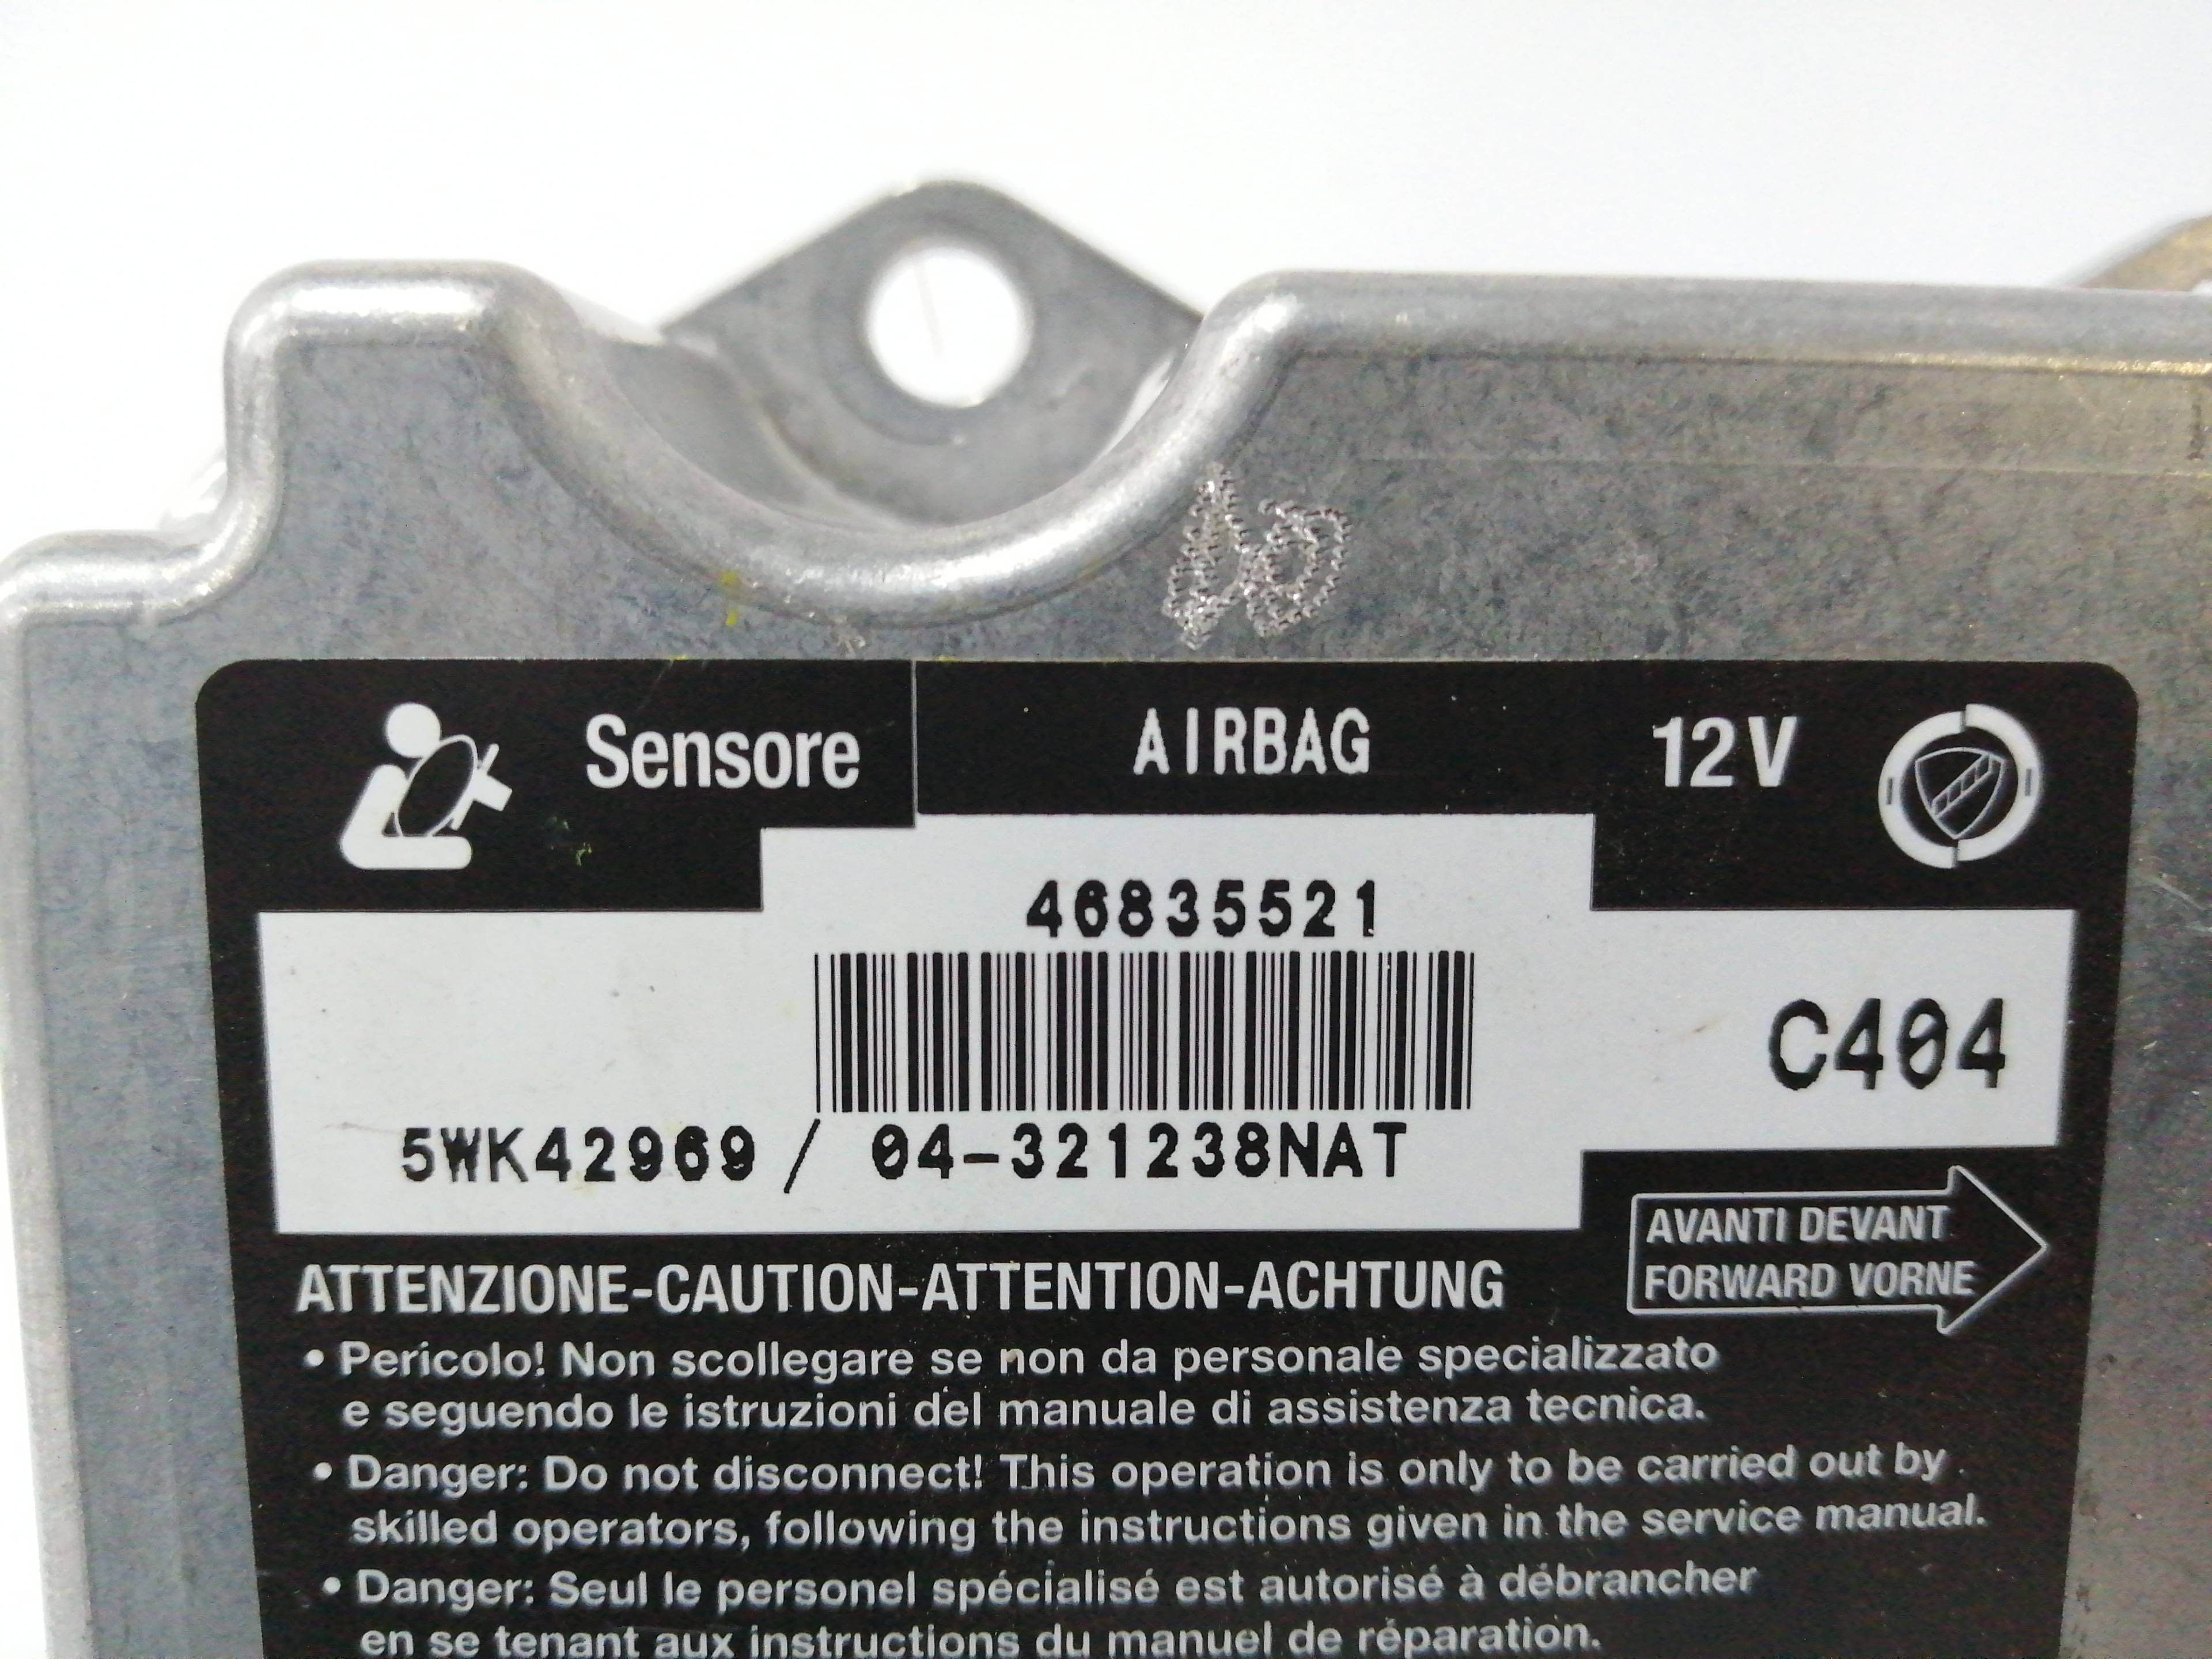 Sensore AIRBAG 12V
46835521
C404
5WK42969 / 04-321238NAT
AVANTI DEVANT
FORWARD VORNE
ATTENZIONE-CAUTION-ATTENTION-ACHTUNG
• Pericolo! Non scollegare se non da personale specializzato
e seguendo le istruzioni del manuale di assistenza tecnica.
• Danger: Do not disconnect! This operation is only to be carried out by
skilled operators, following the instructions given in the service manual.
• Danger: Seul le personel spécialisé est autorisé à débrancher
en se tenant aux instructions du manuel de réparation.